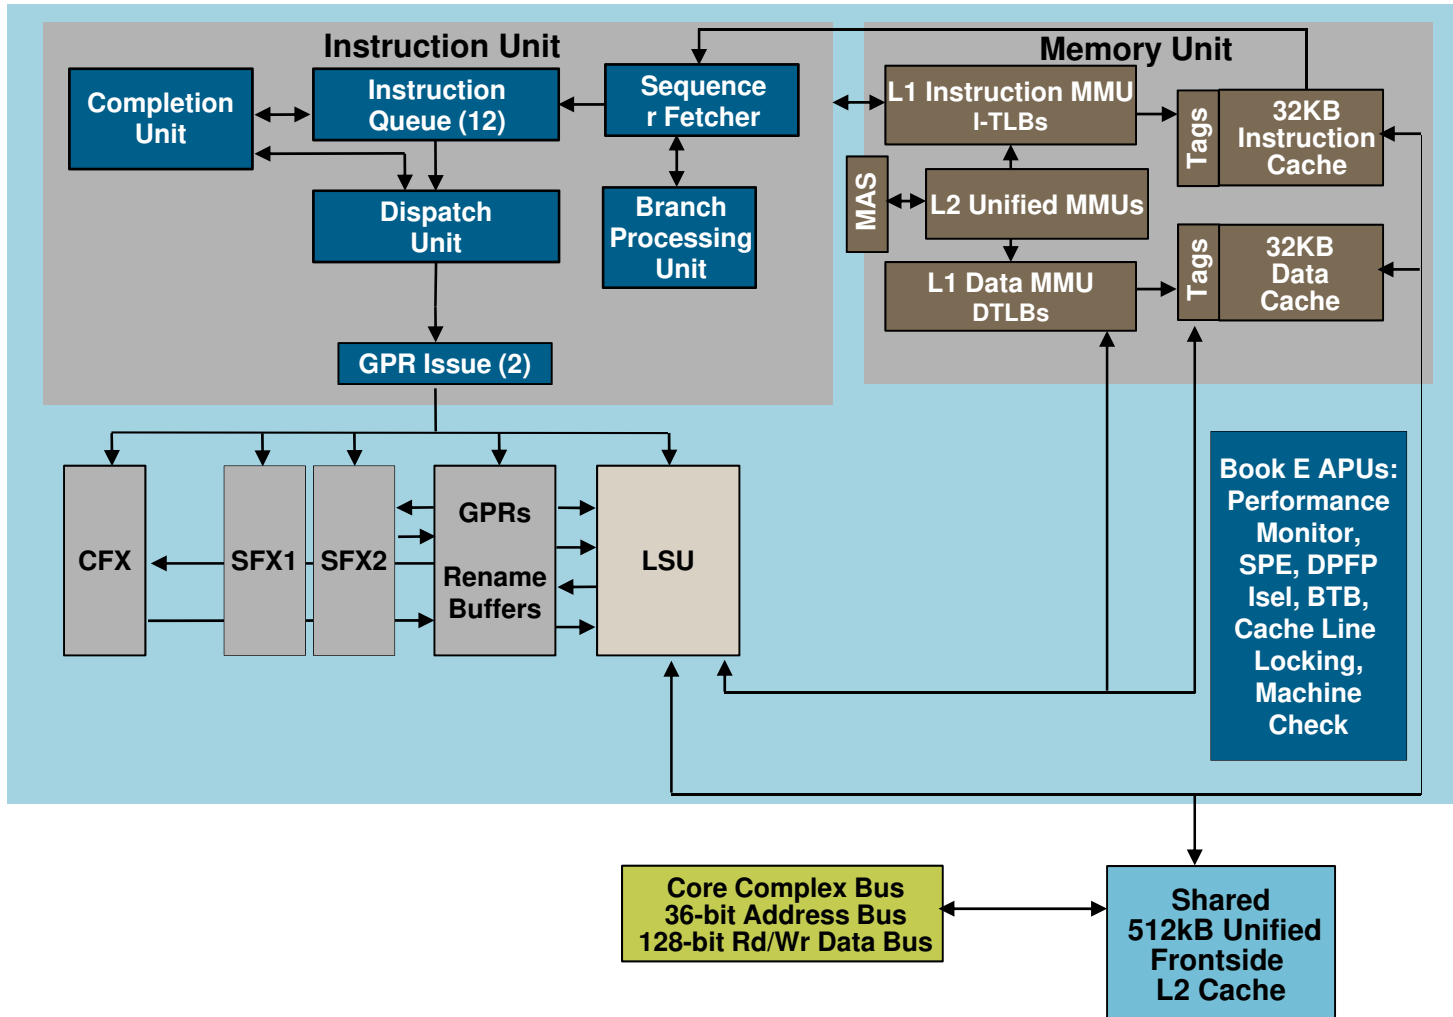 Instruction Unit
Completion
Unit
Instruction
Queue (12)
Sequence
r Fetcher
Dispatch
Unit
Branch
Processing
Unit
GPR Issue (2)
Memory Unit
L1 Instruction MMU
I-TLBs
Tags
32KB
Instruction
Cache
MAS
L2 Unified MMUs
L1 Data MMU
DTLBs
Tags
32KB
Data
Cache
CFX
SFX1
SFX2
GPRs
Rename
Buffers
LSU
Book E APUs:
Performance
Monitor,
SPE, DPFP
Isel, BTB,
Cache Line
Locking,
Machine
Check
Core Complex Bus
36-bit Address Bus
128-bit Rd/Wr Data Bus
Shared
512kB Unified
Frontside
L2 Cache